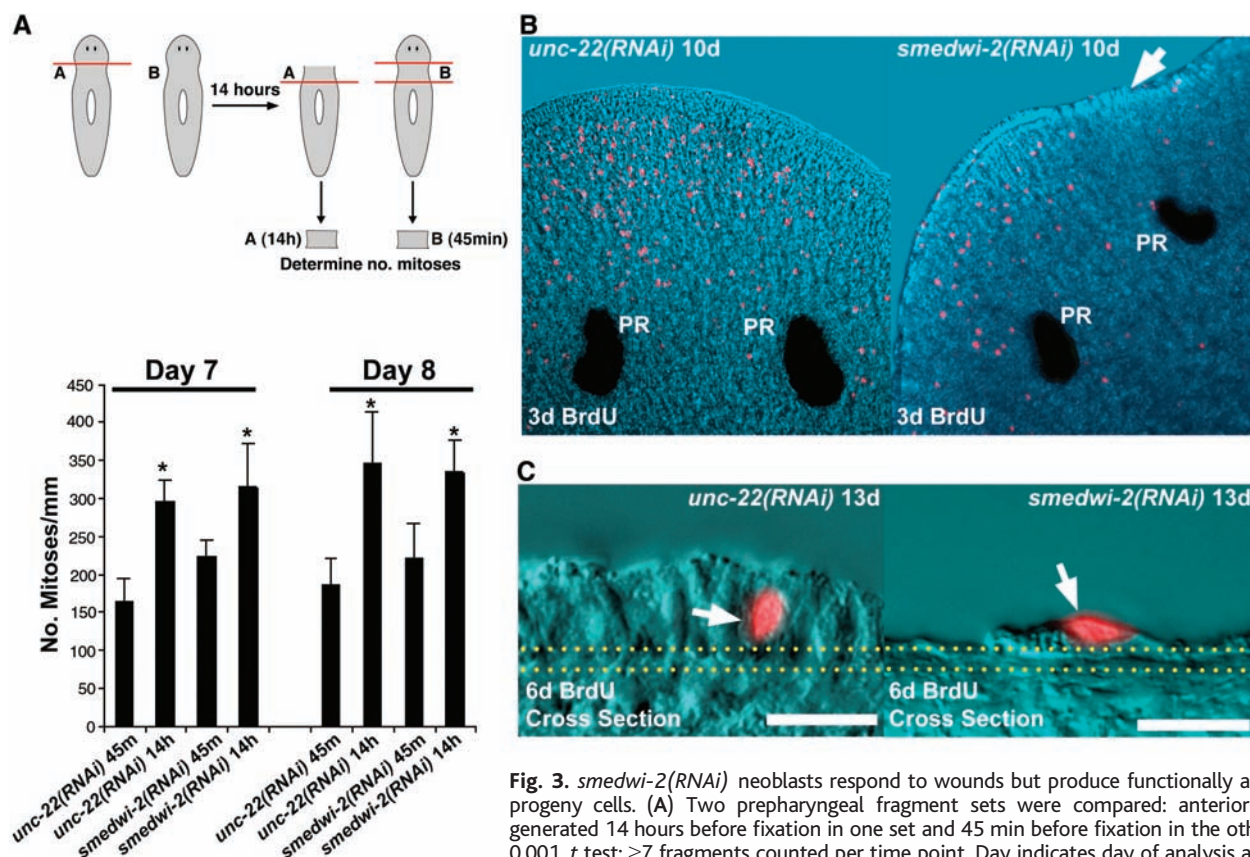 A
A
B
14 hours
A
B
A (14h)
B (45min)
Determine no. mitoses
Day 7
Day 8
No. Mitoses/mm
450
400
350
300
250
200
150
100
50
0
*
*
*
*
unc-22(RNAi) 45m
unc-22(RNAi) 14h
smedwi-2(RNAi) 45m
smedwi-2(RNAi) 14h
unc-22(RNAi) 45m
unc-22(RNAi) 14h
smedwi-2(RNAi) 45m
smedwi-2(RNAi) 14h
B
unc-22(RNAi) 10d
PR
PR
3d BrdU
smedwi-2(RNAi) 10d
PR
PR
3d BrdU
C
unc-22(RNAi) 13d
6d BrdU
Cross Section
smedwi-2(RNAi) 13d
6d BrdU
Cross Section
Fig. 3. smedwi-2(RNAi) neoblasts respond to wounds but produce functionally a
progeny cells. (A) Two prepharyngeal fragment sets were compared: anterior
generated 14 hours before fixation in one set and 45 min before fixation in the oth
0.001, t test; ≥7 fragments counted per time point. Day indicates day of analysis a